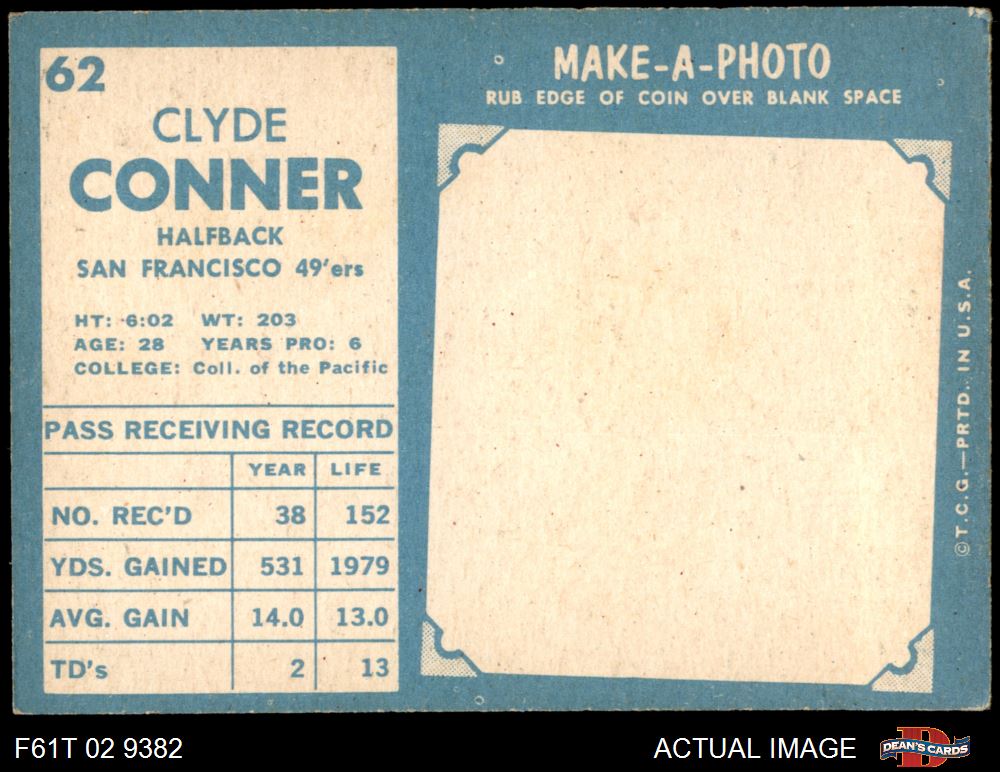 62
CLYDE
CONNER
HALFBACK
SAN FRANCISCO 49'ers
HT: 6:02 WT: 203
AGE: 28 YEARS PRO: 6
COLLEGE: Coll. of the Pacific
PASS RECEIVING RECORD
YEAR LIFE
NO. REC'D 38 152
YDS. GAINED 531 1979
AVG. GAIN 14.0 13.0
TD's 2 13
MAKE-A-PHOTO
RUB EDGE OF COIN OVER BLANK SPACE
©T.C.G.—PRTD. IN U.S.A.
F61T 02 9382
ACTUAL IMAGE
D
DEAN'S CARDS